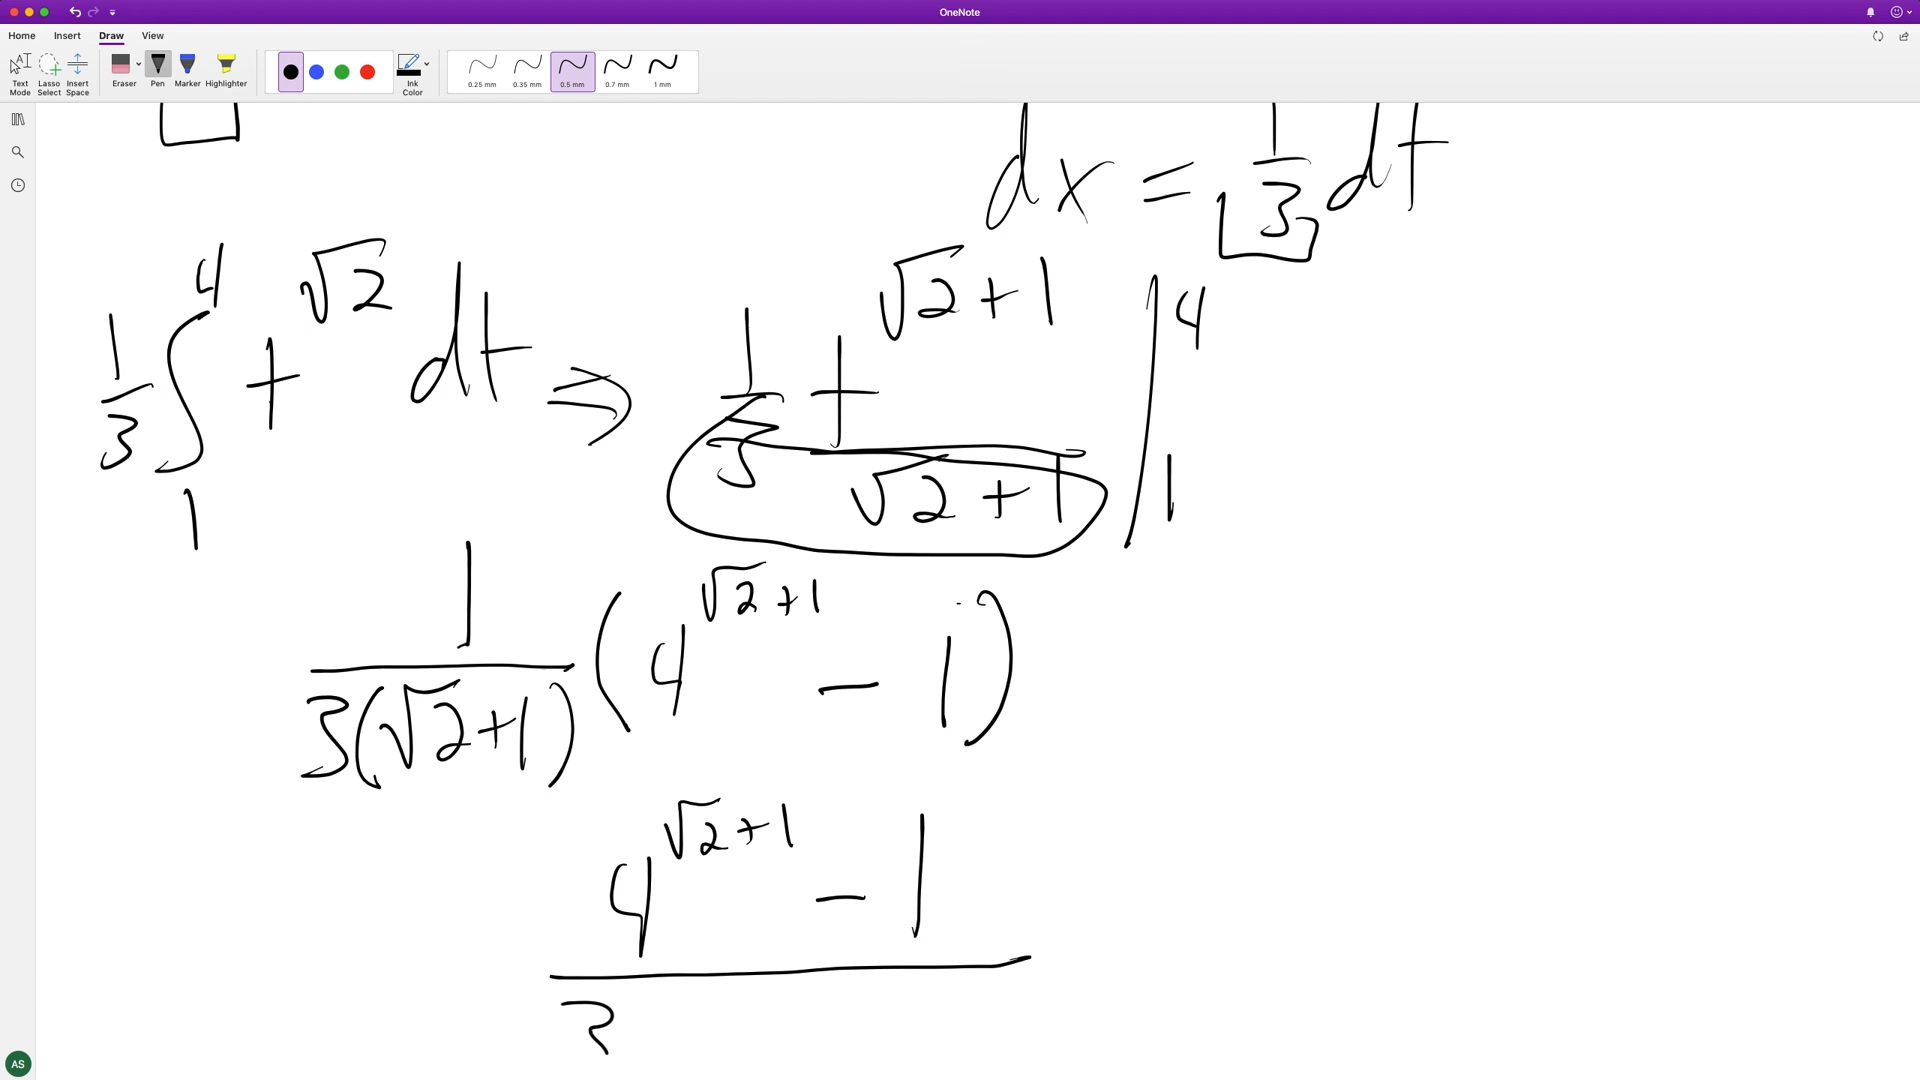 OneNote
Home Insert Draw View
Text Mode Lasso Select Insert Space Eraser Pen Marker Highlighter Ink Color 0.25 mm 0.35 mm 0.5 mm 0.7 mm 1 mm
dx = 1/3 dt
1/3 ∫₁⁴ t^√2 dt ⇒ 1/3 t^(√2+1) / (√2+1) |₁⁴
1/(3(√2+1)) (4^(√2+1) − 1)
4^(√2+1) − 1
3
AS